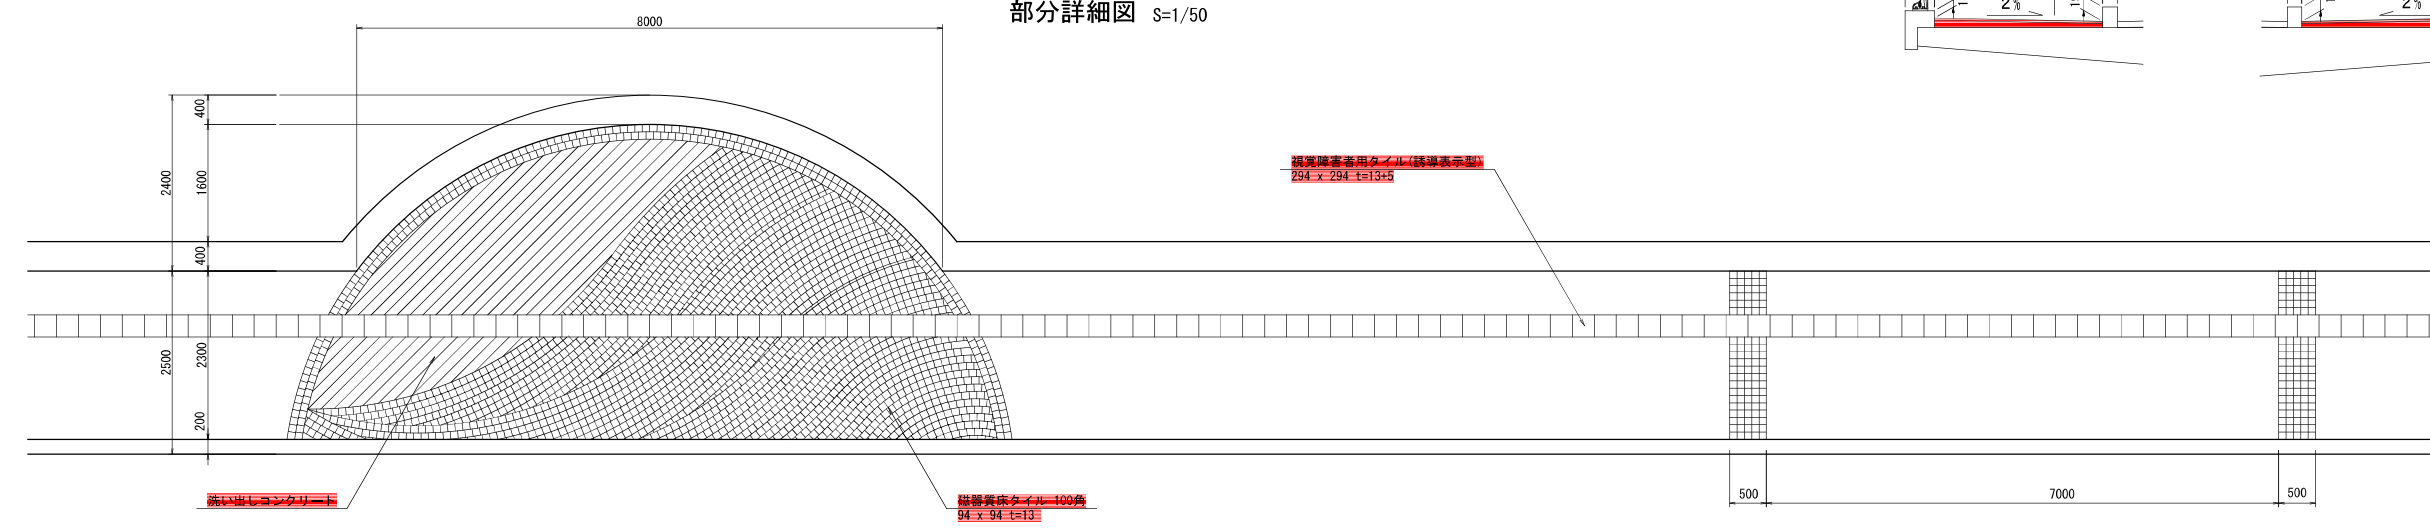 部分詳細図 S=1/50
8000
2%
2%
400
1600
2400
400
2300
2500
200
視覚障害者用タイル(誘導表示型)
294 x 294 t=13+5
洗い出しコンクリート
磁器質床タイル 100角
94 x 94 t=13
500
7000
500